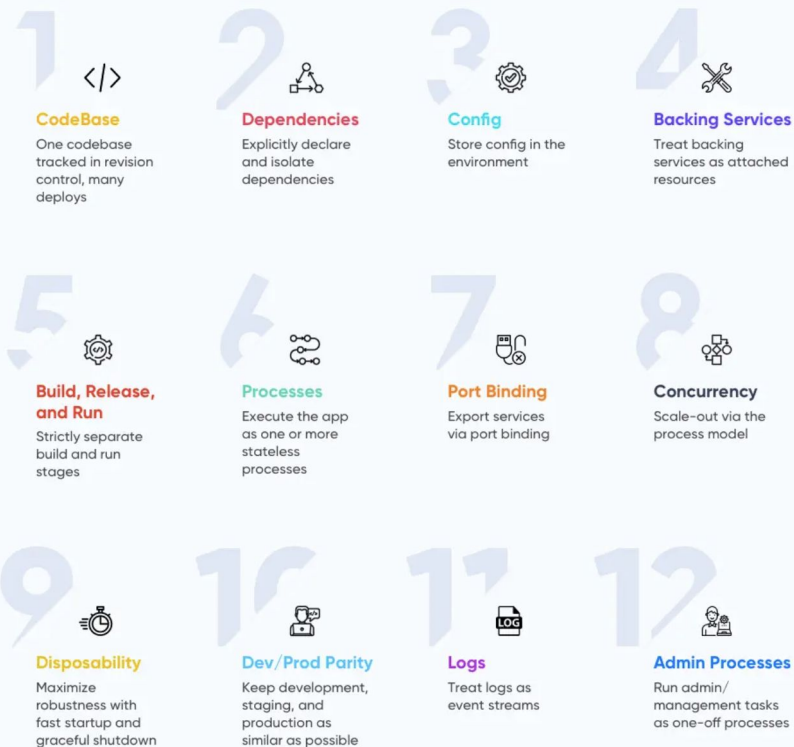 1
</>
CodeBase
One codebase
tracked in revision
control, many
deploys
2
Dependencies
Explicitly declare
and isolate
dependencies
3
Config
Store config in the
environment
4
Backing Services
Treat backing
services as attached
resources
5
</>
Build, Release,
and Run
Strictly separate
build and run
stages
6
Processes
Execute the app
as one or more
stateless
processes
7
Port Binding
Export services
via port binding
8
Concurrency
Scale-out via the
process model
9
Disposability
Maximize
robustness with
fast startup and
graceful shutdown
10
</>
Dev/Prod Parity
Keep development,
staging, and
production as
similar as possible
11
LOG
Logs
Treat logs as
event streams
12
Admin Processes
Run admin/
management tasks
as one-off processes